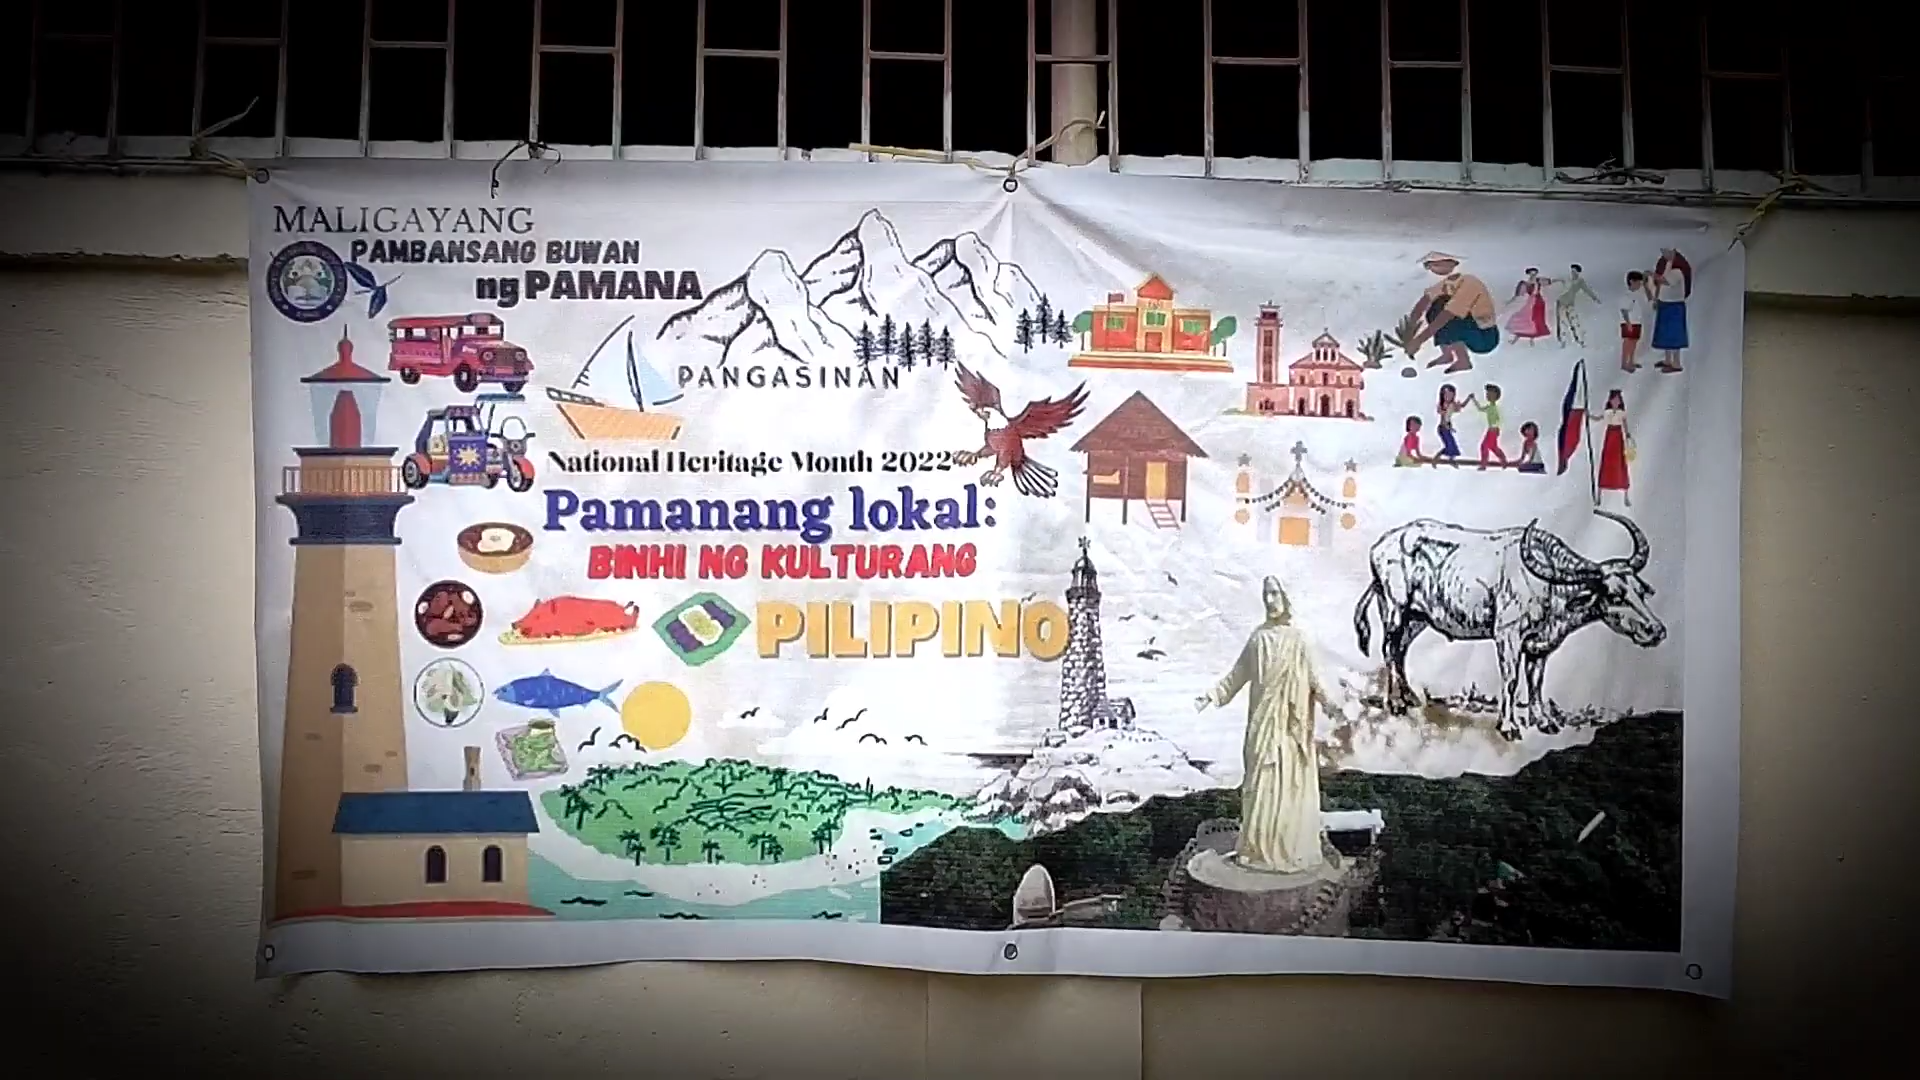 MALIGAYANG
PAMBANSANG BUWAN
ng PAMANA
PANGASINAN
National Heritage Month 2022
Pamanang lokal:
BINHI NG KULTURANG
PILIPINO